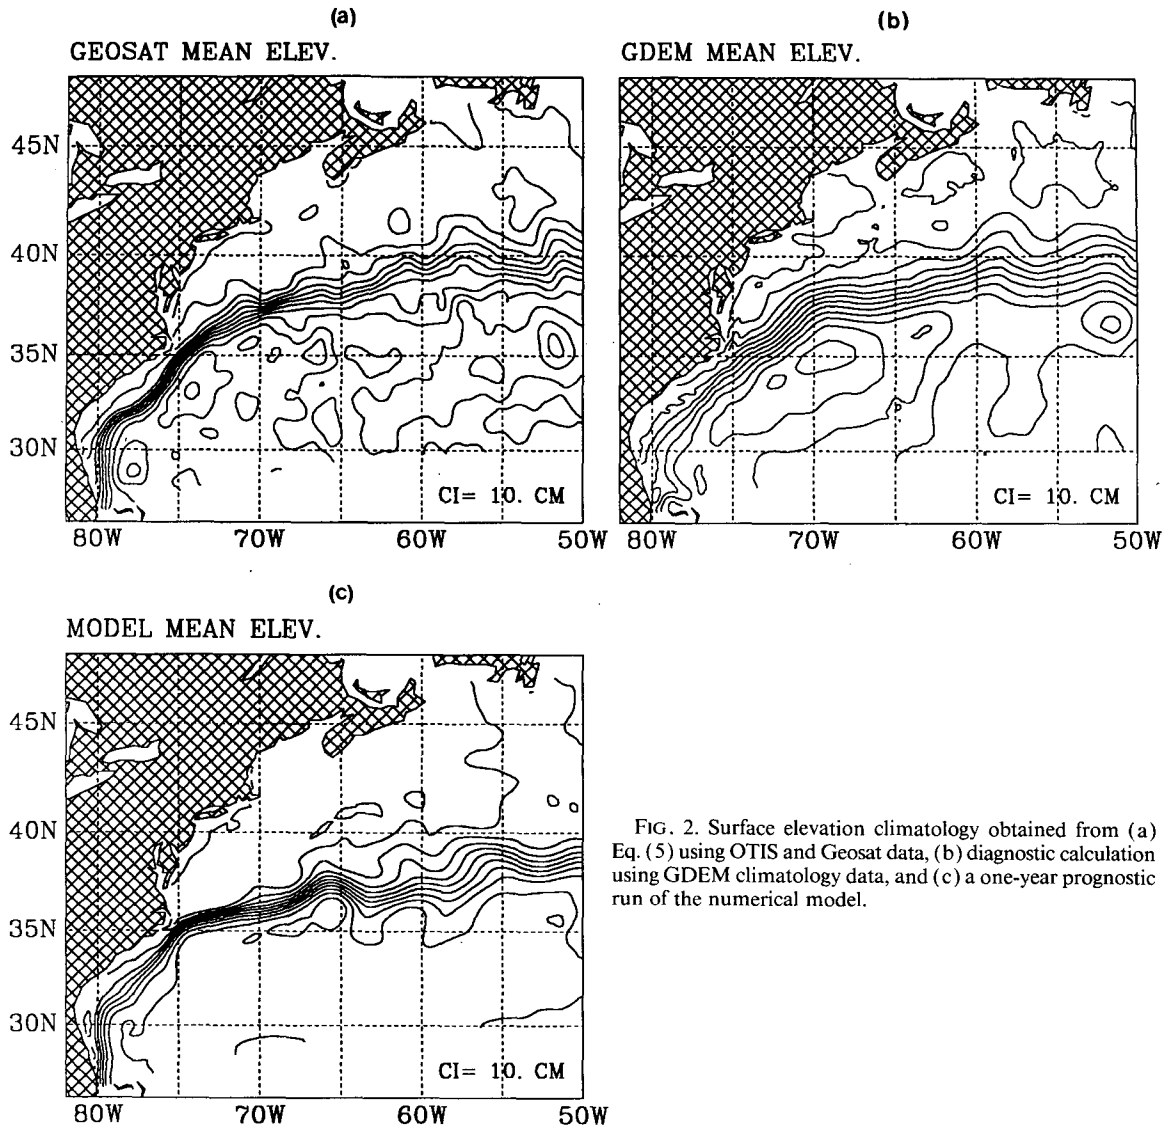 (a)
GEOSAT MEAN ELEV.
45N
40N
35N
30N
CI= 10. CM
80W 70W 60W 50W
(b)
GDEM MEAN ELEV.
CI= 10. CM
80W 70W 60W 50W
(c)
MODEL MEAN ELEV.
45N
40N
35N
30N
CI= 10. CM
80W 70W 60W 50W
FIG. 2. Surface elevation climatology obtained from (a)
Eq. (5) using OTIS and Geosat data, (b) diagnostic calculation
using GDEM climatology data, and (c) a one-year prognostic
run of the numerical model.